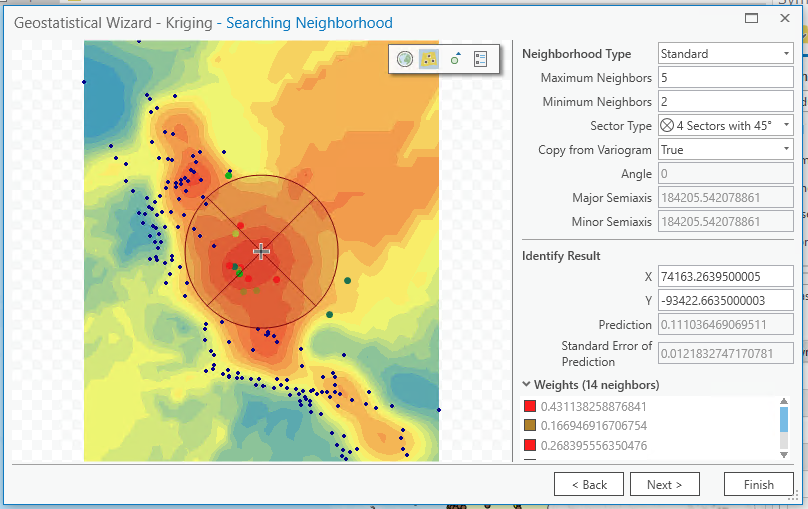 Geostatistical Wizard - Kriging - Searching Neighborhood
Neighborhood Type Standard
Maximum Neighbors 5
Minimum Neighbors 2
Sector Type 4 Sectors with 45°
Copy from Variogram True
Angle 0
Major Semiaxis 184205.542078861
Minor Semiaxis 184205.542078861
Identify Result
X 74163.2639500005
Y -93422.6635000003
Prediction 0.111036469069511
Standard Error of
Prediction 0.0121832747170781
Weights (14 neighbors)
0.431138258876841
0.166946916706754
0.268395556350476
< Back Next > Finish